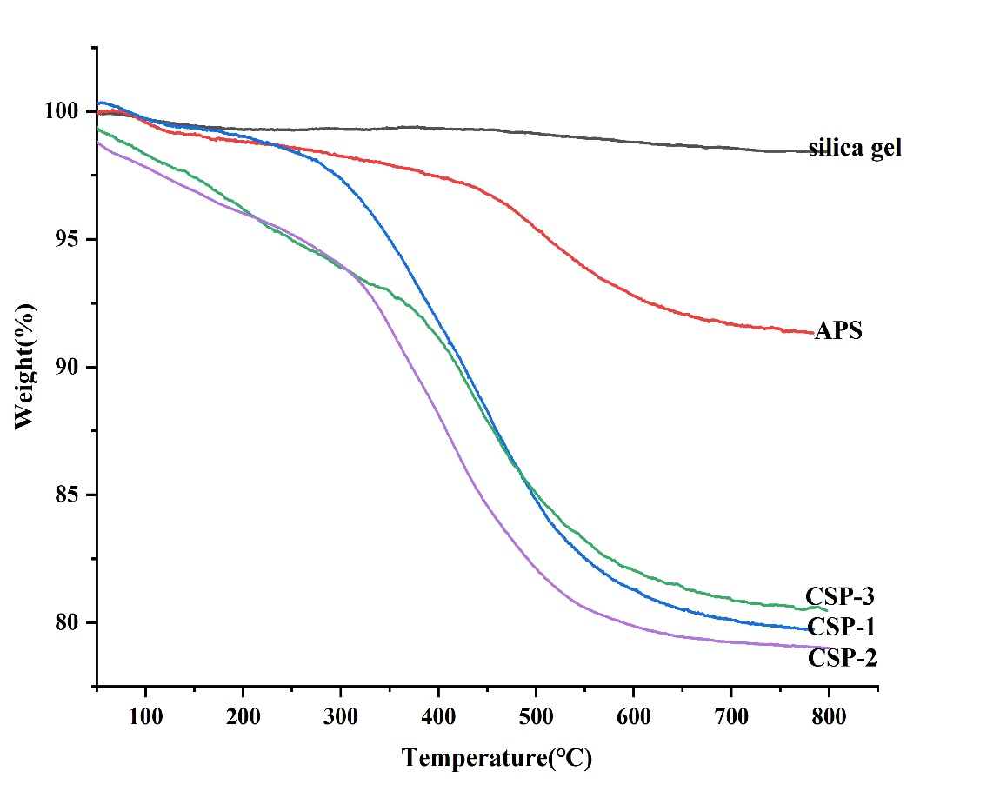 100
95
90
85
80
Weight(%)
silica gel
APS
CSP-3
CSP-1
CSP-2
100 200 300 400 500 600 700 800
Temperature(℃)